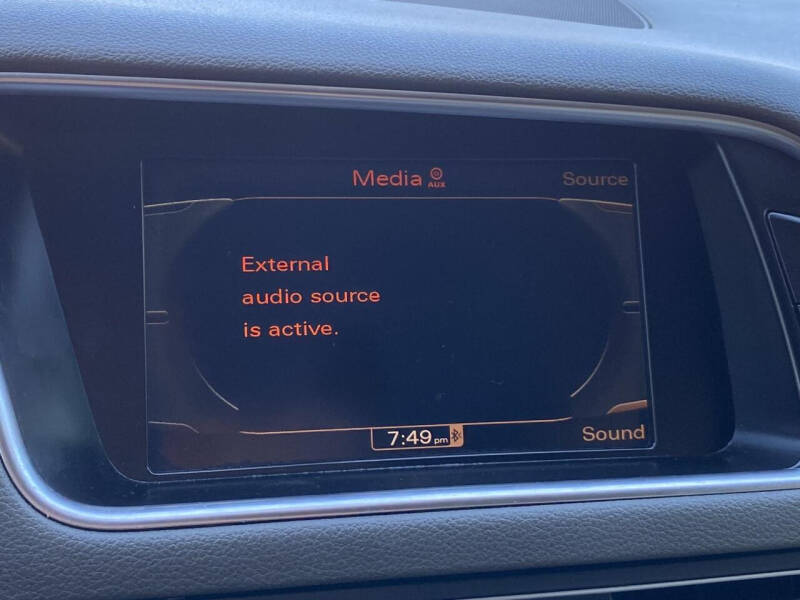 Media AUX Source
External
audio source
is active.
7:49 pm Sound